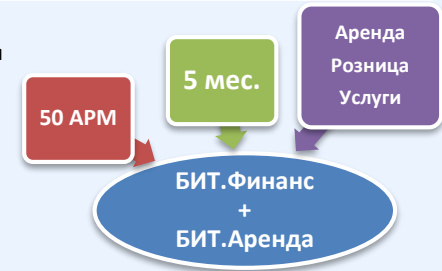 Аренда
Розница
Услуги
5 мес.
50 АРМ
БИТ.Финанс
+
БИТ.Аренда